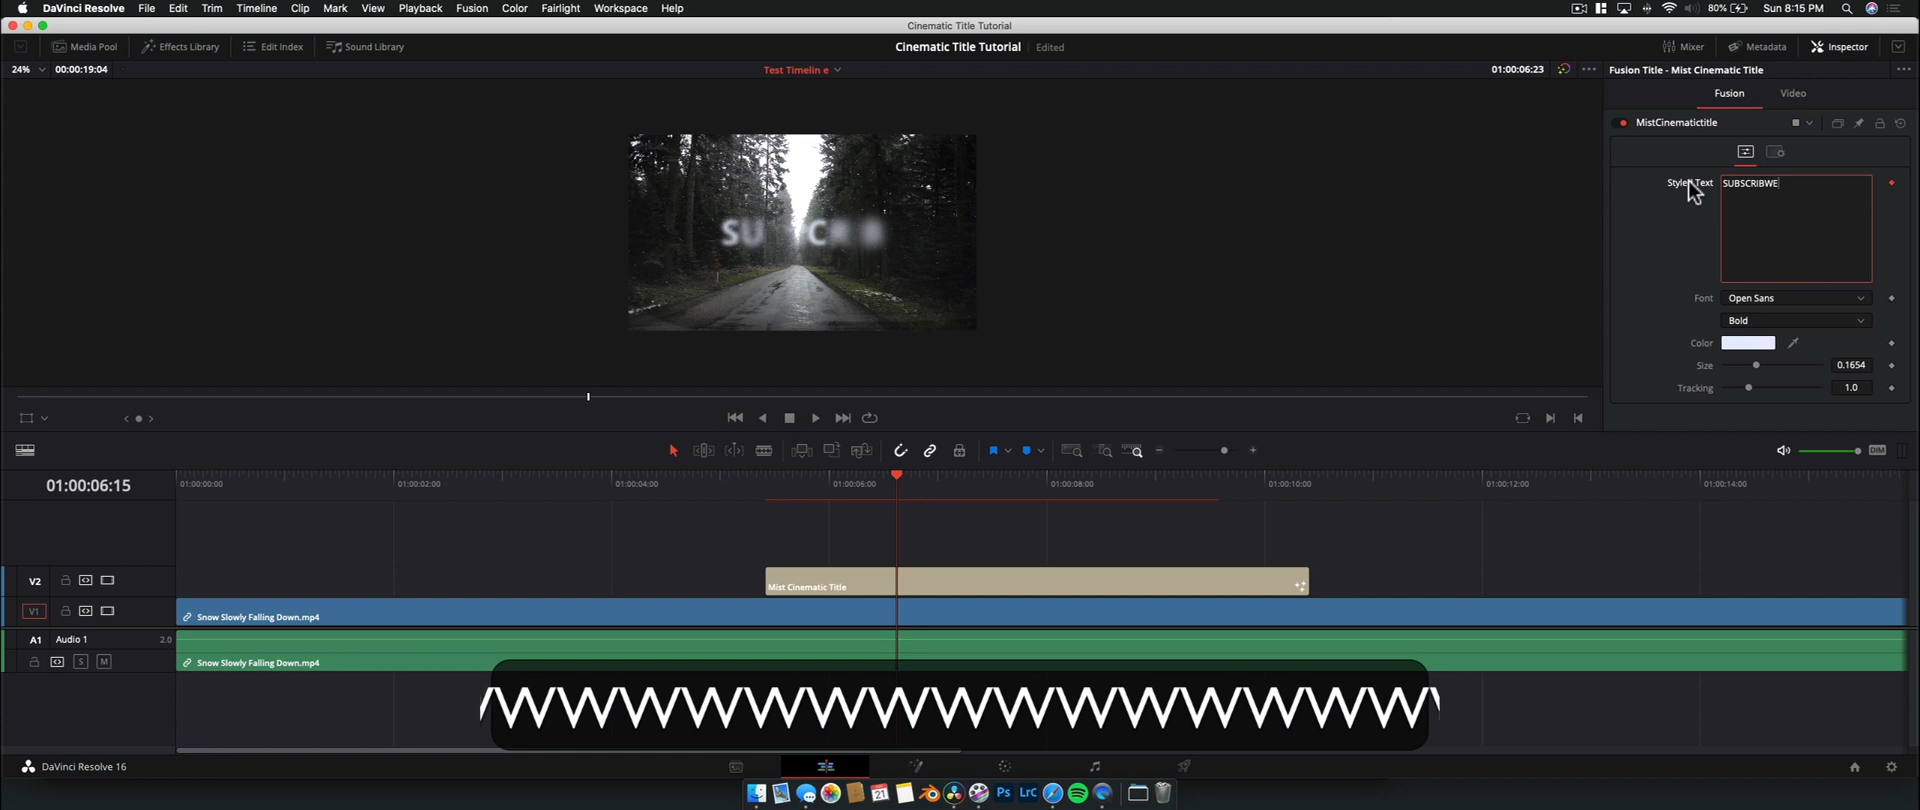 DaVinci Resolve File Edit Trim Timeline Clip Mark View Playback Fusion Color Fairlight Workspace Help 80% Sun 8:15 PM
Cinematic Title Tutorial
Media Pool Effects Library Edit Index Sound Library Cinematic Title Tutorial Edited Mixer Metadata Inspector
24% 00:00:19:04 Test Timlin e 01:00:06:23 Fusion Title - Mist Cinematic Title
Fusion Video
MistCinematictitle
Styled Text SUBSCRIBWE
SU CR B
Font Open Sans
Bold
Color
Size 0.1654
Tracking 1.0
DIM
01:00:06:15 01:00:00:00 01:00:02:00 01:00:04:00 01:00:06:00 01:00:08:00 01:00:10:00 01:00:12:00 01:00:14:00
V2 Mist Cinematic Title
V1 Snow Slowly Falling Down.mp4
A1 Audio 1 2.0
S M Snow Slowly Falling Down.mp4
WWWWWWWWWWWWWWW
DaVinci Resolve 16
21 Ps LrC